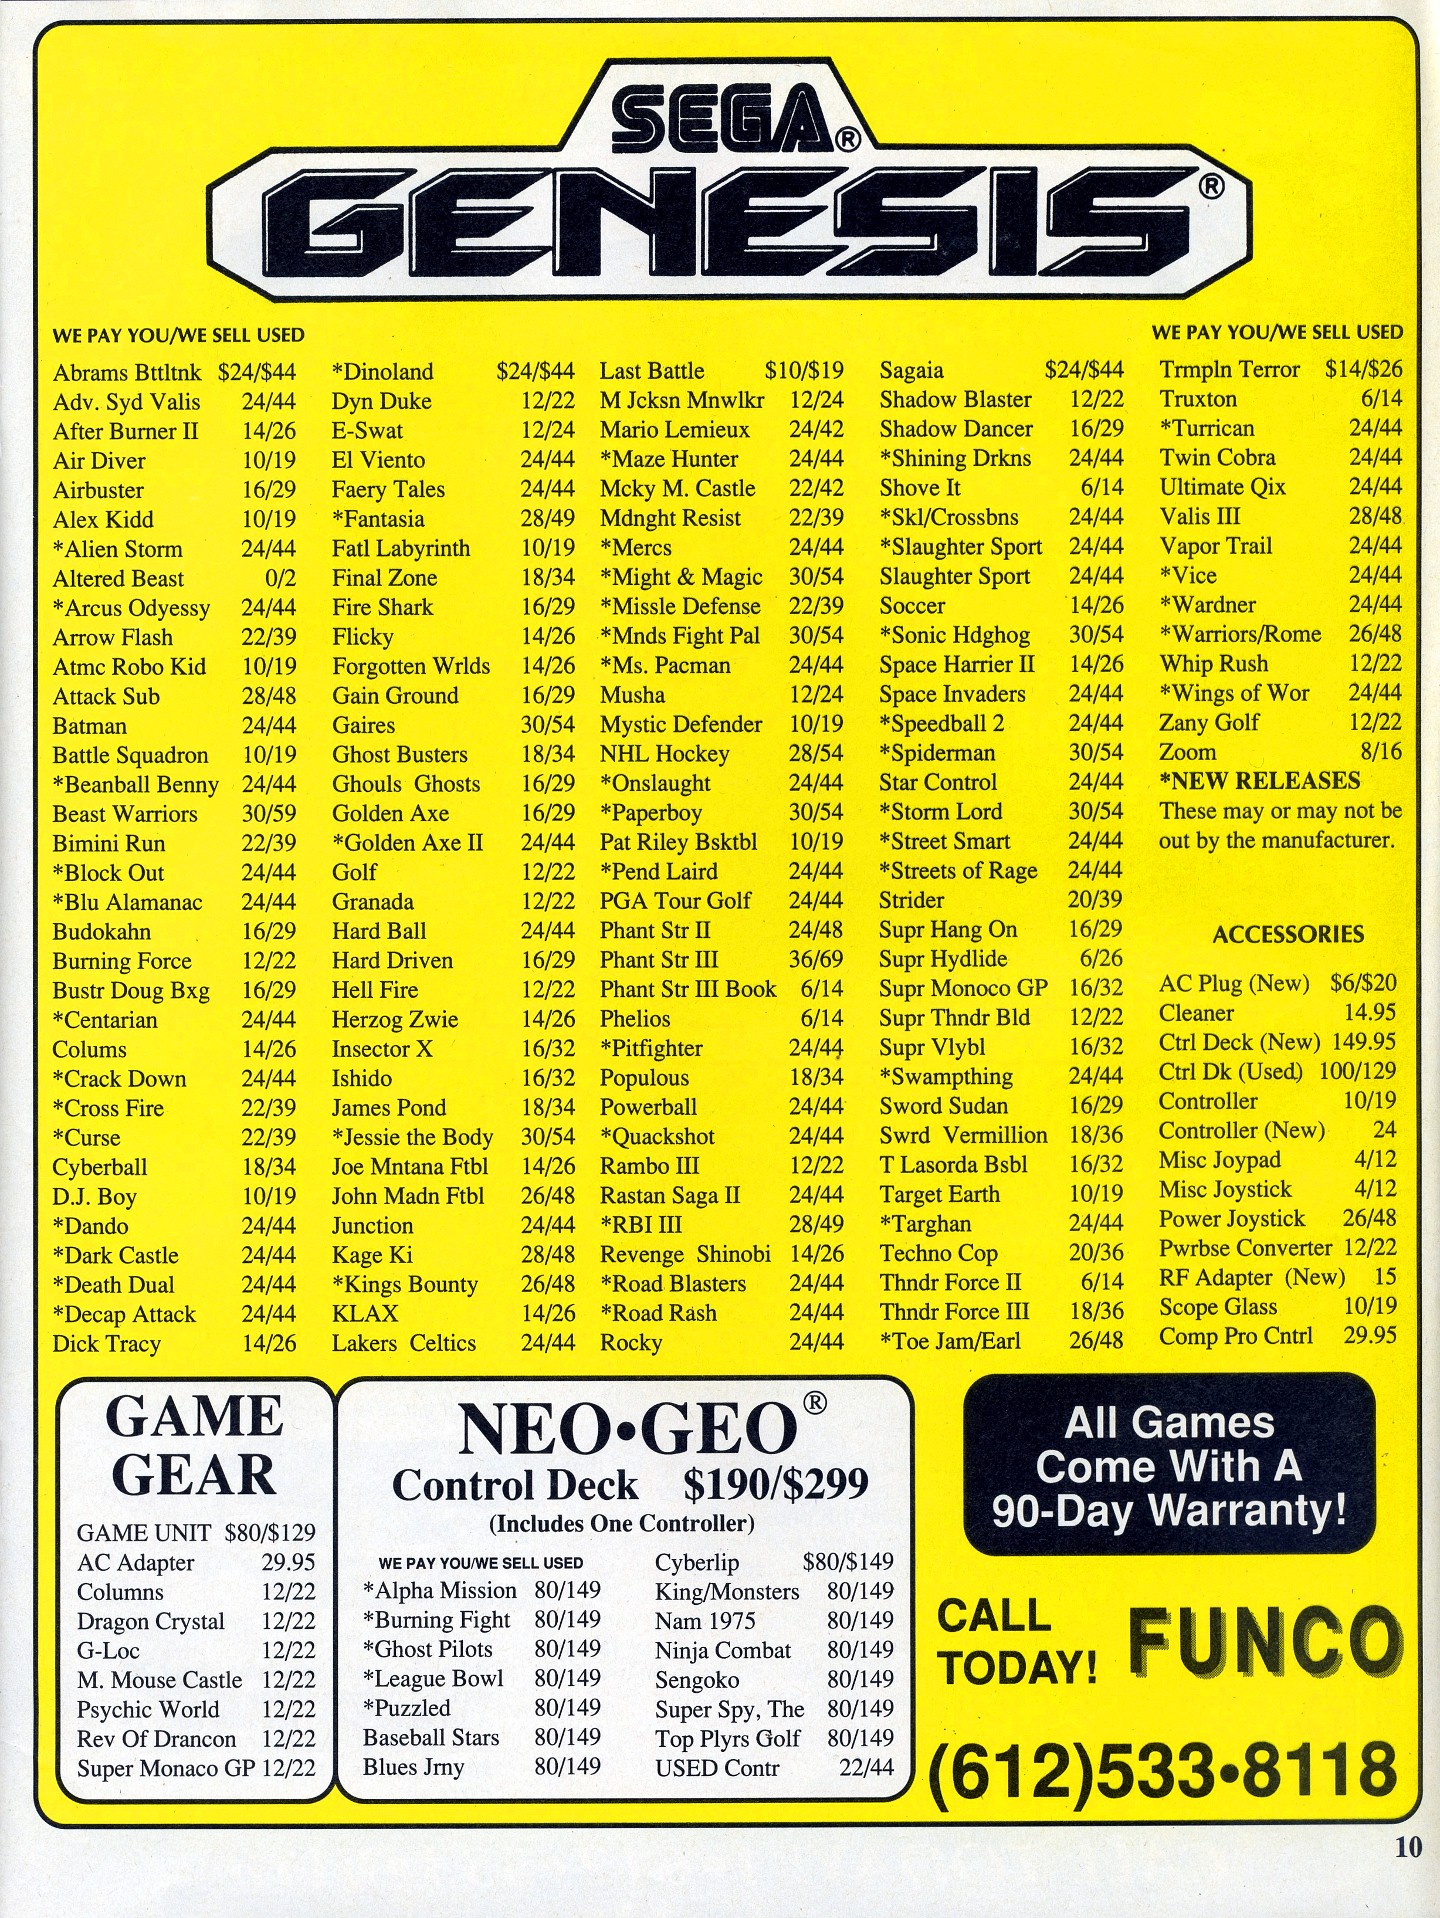 SEGA®
GENESIS®
WE PAY YOU/WE SELL USED
Abrams Bttltnk $24/$44
Adv. Syd Valis 24/44
After Burner II 14/26
Air Diver 10/19
Airbuster 16/29
Alex Kidd 10/19
*Alien Storm 24/44
Altered Beast 0/2
*Arcus Odyessy 24/44
Arrow Flash 22/39
Atmc Robo Kid 10/19
Attack Sub 28/48
Batman 24/44
Battle Squadron 10/19
*Beanball Benny 24/44
Beast Warriors 30/59
Bimini Run 22/39
*Block Out 24/44
*Blu Alamanac 24/44
Budokahn 16/29
Burning Force 12/22
Bustr Doug Bxg 16/29
*Centarian 24/44
Colums 14/26
*Crack Down 24/44
*Cross Fire 22/39
*Curse 22/39
Cyberball 18/34
D.J. Boy 10/19
*Dando 24/44
*Dark Castle 24/44
*Death Dual 24/44
*Decap Attack 24/44
Dick Tracy 14/26
*Dinoland $24/$44
Dyn Duke 12/22
E-Swat 12/24
El Viento 24/44
Faery Tales 24/44
*Fantasia 28/49
Fatl Labyrinth 10/19
Final Zone 18/34
Fire Shark 16/29
Flicky 14/26
Forgotten Wrlds 14/26
Gain Ground 16/29
Gaires 30/54
Ghost Busters 18/34
Ghouls Ghosts 16/29
Golden Axe 16/29
*Golden Axe II 24/44
Golf 12/22
Granada 12/22
Hard Ball 24/44
Hard Driven 16/29
Hell Fire 12/22
Herzog Zwie 14/26
Insector X 16/32
Ishido 16/32
James Pond 18/34
*Jessie the Body 30/54
Joe Mntana Ftbl 14/26
John Madn Ftbl 26/48
Junction 24/44
Kage Ki 28/48
*Kings Bounty 26/48
KLAX 14/26
Lakers Celtics 24/44
Last Battle $10/$19
M Jcksn Mnwlkr 12/24
Mario Lemieux 24/42
*Maze Hunter 24/44
Mcky M. Castle 22/42
Mdnght Resist 22/39
*Mercs 24/44
*Might & Magic 30/54
*Missle Defense 22/39
*Mnds Fight Pal 30/54
*Ms. Pacman 24/44
Musha 12/24
Mystic Defender 10/19
NHL Hockey 28/54
*Onslaught 24/44
*Paperboy 30/54
Pat Riley Bsktbl 10/19
*Pend Laird 24/44
PGA Tour Golf 24/44
Phant Str II 24/48
Phant Str III 36/69
Phant Str III Book 6/14
Phelios 6/14
*Pitfighter 24/44
Populous 18/34
Powerball 24/44
*Quackshot 24/44
Rambo III 12/22
Rastan Saga II 24/44
*RBI III 28/49
Revenge Shinobi 14/26
*Road Blasters 24/44
*Road Rash 24/44
Rocky 24/44
Sagaia $24/$44
Shadow Blaster 12/22
Shadow Dancer 16/29
*Shining Drkns 24/44
Shove It 6/14
*Skl/Crossbns 24/44
*Slaughter Sport 24/44
Slaughter Sport 24/44
Soccer 14/26
*Sonic Hdghog 30/54
Space Harrier II 14/26
Space Invaders 24/44
*Speedball 2 24/44
*Spiderman 30/54
Star Control 24/44
*Storm Lord 30/54
*Street Smart 24/44
*Streets of Rage 24/44
Strider 20/39
Supr Hang On 16/29
Supr Hydlide 6/26
Supr Monoco GP 16/32
Supr Thndr Bld 12/22
Supr Vlybl 16/32
*Swampthing 24/44
Sword Sudan 16/29
Swrd Vermillion 18/36
T Lasorda Bsbl 16/32
Target Earth 10/19
*Targhan 24/44
Techno Cop 20/36
Thndr Force II 6/14
Thndr Force III 18/36
*Toe Jam/Earl 26/48
WE PAY YOU/WE SELL USED
Trmpln Terror $14/$26
Truxton 6/14
*Turrican 24/44
Twin Cobra 24/44
Ultimate Qix 24/44
Valis III 28/48
Vapor Trail 24/44
*Vice 24/44
*Wardner 24/44
*Warriors/Rome 26/48
Whip Rush 12/22
*Wings of Wor 24/44
Zany Golf 12/22
Zoom 8/16
*NEW RELEASES
These may or may not be
out by the manufacturer.
ACCESSORIES
AC Plug (New) $6/$20
Cleaner 14.95
Ctrl Deck (New) 149.95
Ctrl Dk (Used) 100/129
Controller 10/19
Controller (New) 24
Misc Joypad 4/12
Misc Joystick 4/12
Power Joystick 26/48
Pwrbse Converter 12/22
RF Adapter (New) 15
Scope Glass 10/19
Comp Pro Cntrl 29.95
GAME
GEAR
GAME UNIT $80/$129
AC Adapter 29.95
Columns 12/22
Dragon Crystal 12/22
G-Loc 12/22
M. Mouse Castle 12/22
Psychic World 12/22
Rev Of Drancon 12/22
Super Monaco GP 12/22
NEO•GEO®
Control Deck $190/$299
(Includes One Controller)
WE PAY YOU/WE SELL USED
*Alpha Mission 80/149
*Burning Fight 80/149
*Ghost Pilots 80/149
*League Bowl 80/149
*Puzzled 80/149
Baseball Stars 80/149
Blues Jrny 80/149
Cyberlip $80/$149
King/Monsters 80/149
Nam 1975 80/149
Ninja Combat 80/149
Sengoko 80/149
Super Spy, The 80/149
Top Plyrs Golf 80/149
USED Contr 22/44
All Games
Come With A
90-Day Warranty!
CALL
TODAY!
FUNCO
(612)533•8118
10